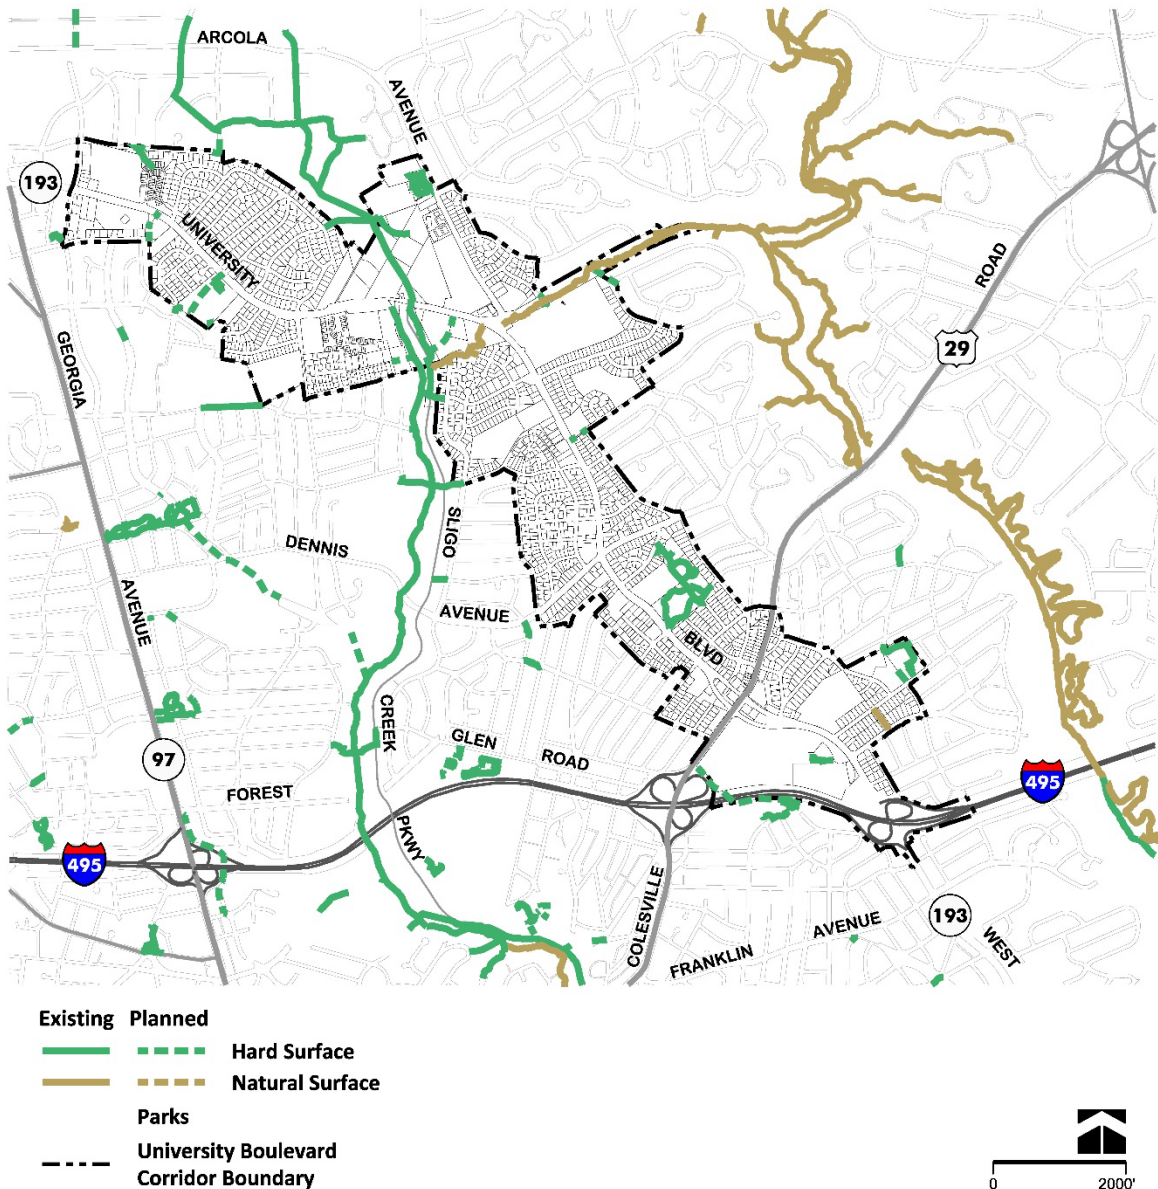 ARCOLA
AVENUE
193
UNIVERSITY
ROAD
29
GEORGIA
SLIGO
DENNIS
AVENUE
AVENUE
BLVD
CREEK
GLEN
ROAD
97
FOREST
495
495
PKWY
COLESVILLE
193
AVENUE
FRANKLIN
WEST
Existing Planned
Hard Surface
Natural Surface
Parks
University Boulevard
Corridor Boundary
0 2000'